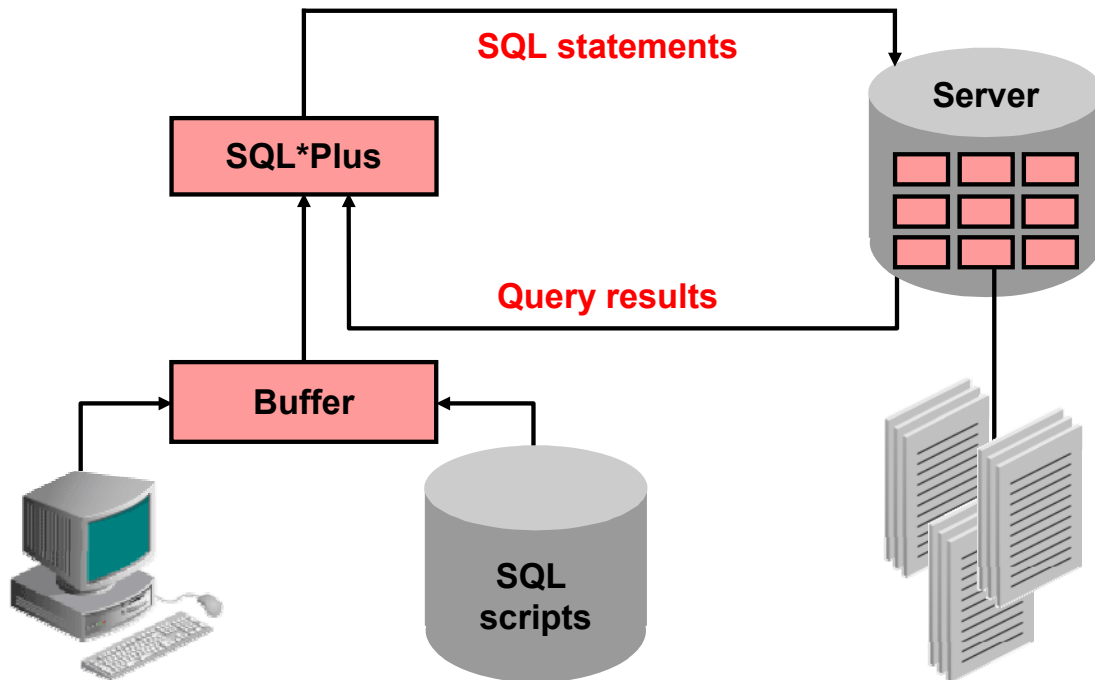 SQL statements
Server
SQL*Plus
Query results
Buffer
SQL
scripts